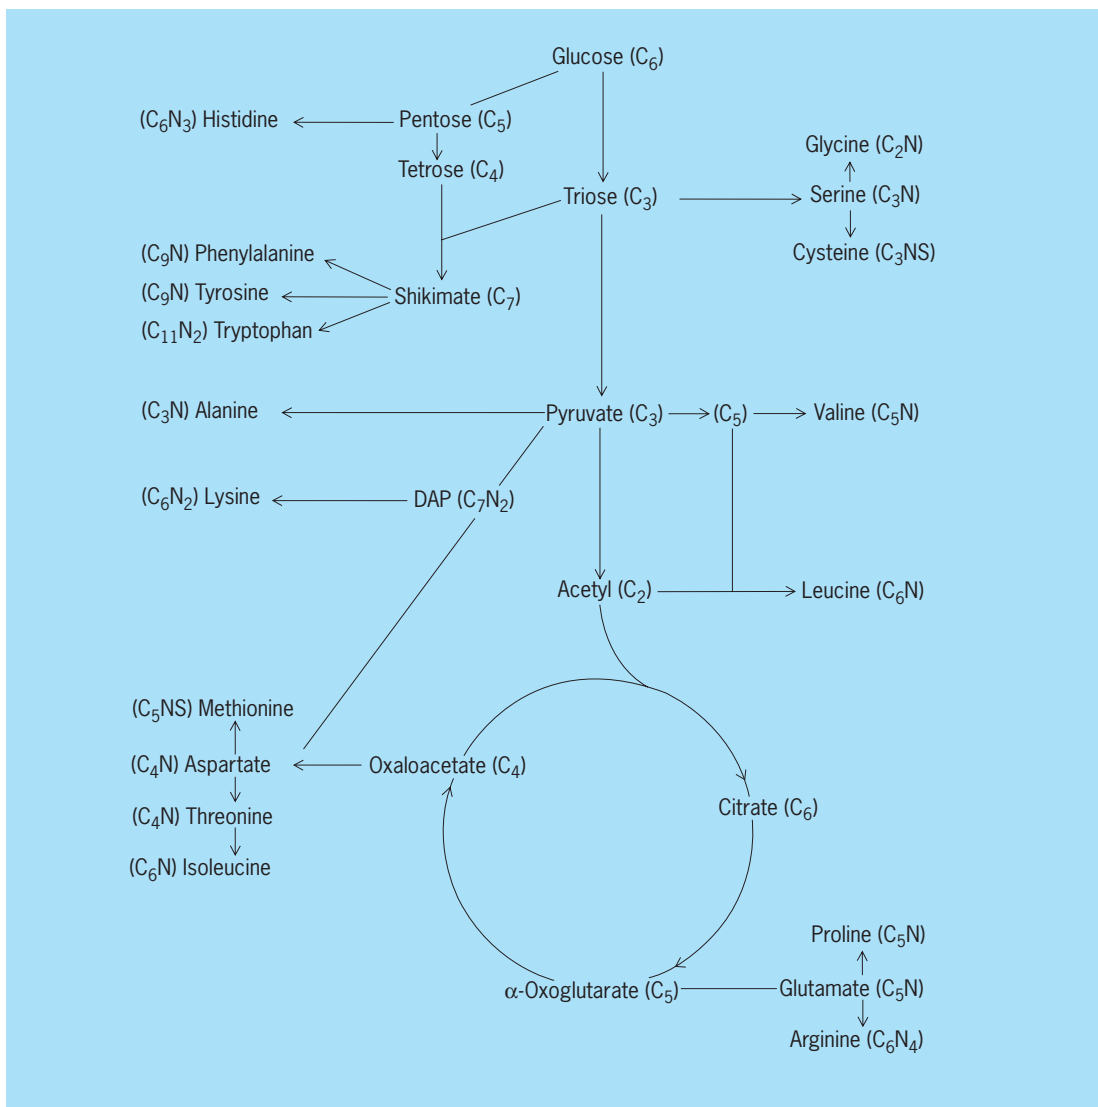 Glucose (C6)
(C6N3) Histidine
Pentose (C5)
Glycine (C2N)
Tetrose (C4)
Triose (C3)
Serine (C3N)
(C9N) Phenylalanine
Cysteine (C3NS)
(C9N) Tyrosine
Shikimate (C7)
(C11N2) Tryptophan
(C3N) Alanine
Pyruvate (C3)
(C5)
Valine (C5N)
(C6N2) Lysine
DAP (C7N2)
Acetyl (C2)
Leucine (C6N)
(C5NS) Methionine
(C4N) Aspartate
Oxaloacetate (C4)
Citrate (C6)
(C4N) Threonine
(C6N) Isoleucine
Proline (C5N)
α-Oxoglutarate (C5)
Glutamate (C5N)
Arginine (C6N4)